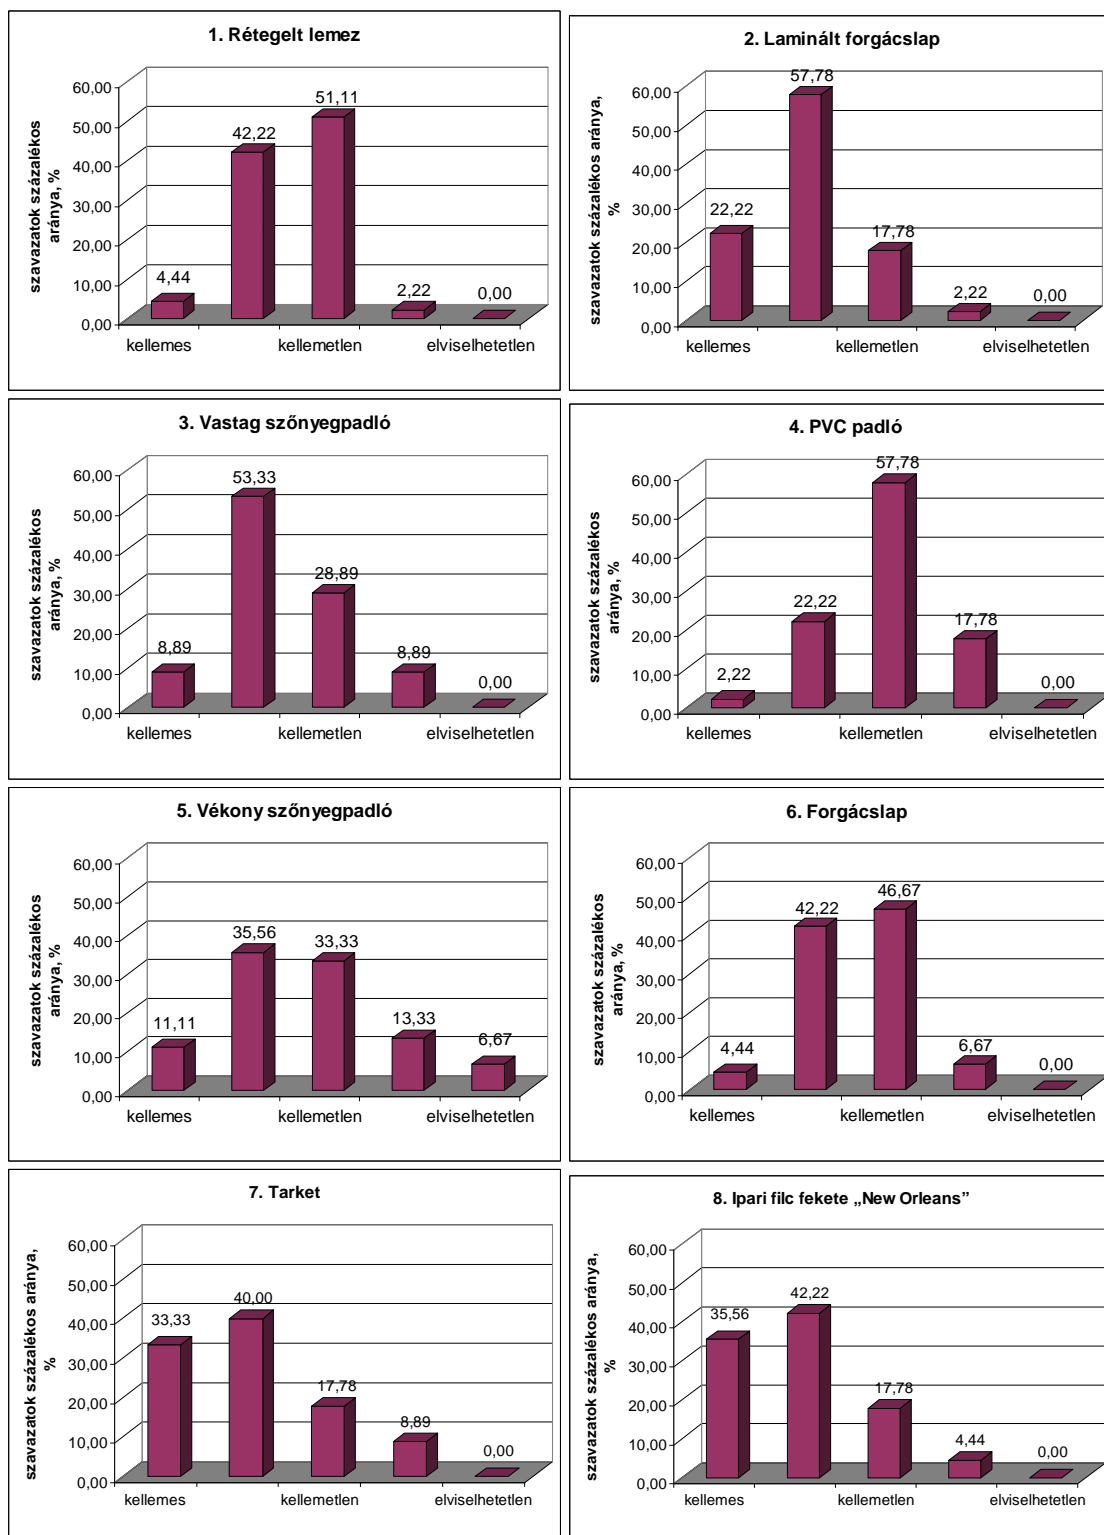 1. Rétegelt lemez
szavazatok százalékos
aránya, %
60,00
50,00
40,00
30,00
20,00
10,00
0,00
4,44
42,22
51,11
2,22
0,00
kellemes
kellemetlen
elviselhetetlen
2. Laminált forgácslap
szavazatok százalékos aránya,
%
60,00
50,00
40,00
30,00
20,00
10,00
0,00
22,22
57,78
17,78
2,22
0,00
kellemes
kellemetlen
elviselhetetlen
3. Vastag szőnyegpadló
szavazatok százalékos
aránya, %
60,00
50,00
40,00
30,00
20,00
10,00
0,00
8,89
53,33
28,89
8,89
0,00
kellemes
kellemetlen
elviselhetetlen
4. PVC padló
szavazatok százalékos
aránya, %
60,00
50,00
40,00
30,00
20,00
10,00
0,00
2,22
22,22
57,78
17,78
0,00
kellemes
kellemetlen
elviselhetetlen
5. Vékony szőnyegpadló
szavazatok százalékos
aránya, %
60,00
50,00
40,00
30,00
20,00
10,00
0,00
11,11
35,56
33,33
13,33
6,67
kellemes
kellemetlen
elviselhetetlen
6. Forgácslap
szavazatok százalékos
aránya, %
60,00
50,00
40,00
30,00
20,00
10,00
0,00
4,44
42,22
46,67
6,67
0,00
kellemes
kellemetlen
elviselhetetlen
7. Tarket
szavazatok százalékos aránya,
%
60,00
50,00
40,00
30,00
20,00
10,00
0,00
33,33
40,00
17,78
8,89
0,00
kellemes
kellemetlen
elviselhetetlen
8. Ipari filc fekete „New Orleans”
szavazatok százalékos aránya,
%
60,00
50,00
40,00
30,00
20,00
10,00
0,00
35,56
42,22
17,78
4,44
0,00
kellemes
kellemetlen
elviselhetetlen